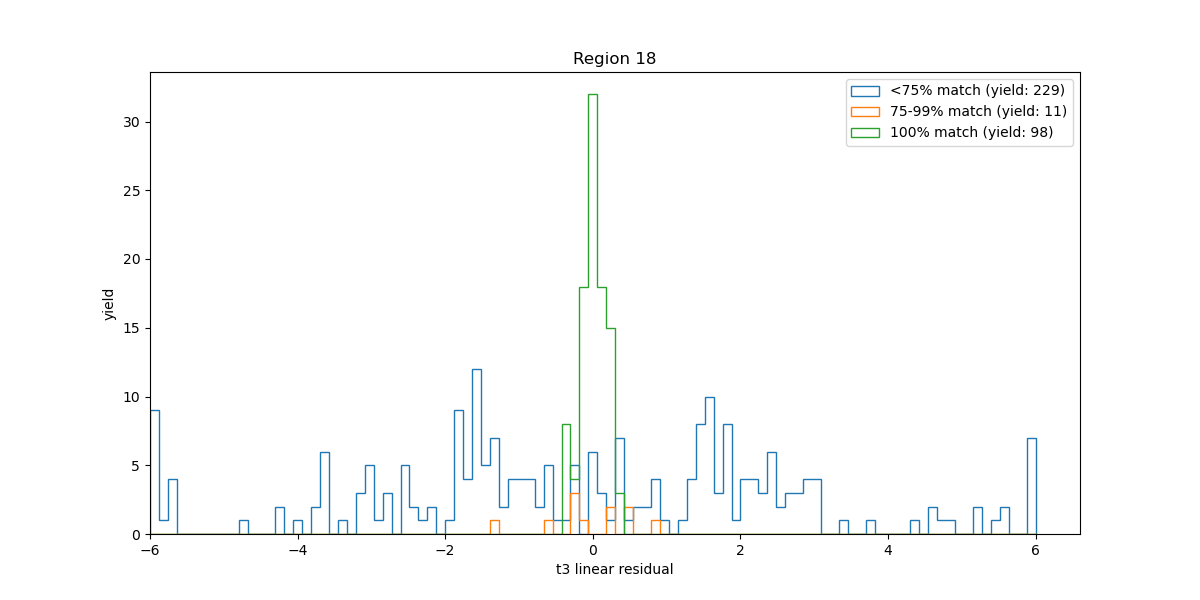 Region 18
<75% match (yield: 229)
75-99% match (yield: 11)
100% match (yield: 98)
yield
30
25
20
15
10
5
0
−6
−4
−2
0
2
4
6
t3 linear residual